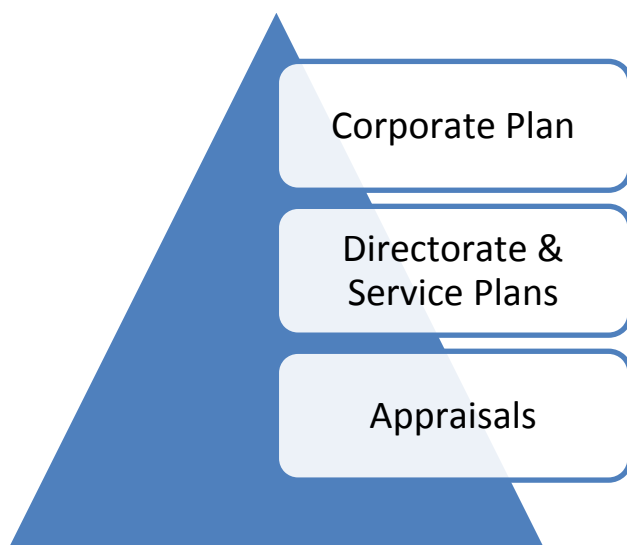 Corporate Plan
Directorate &
Service Plans
Appraisals